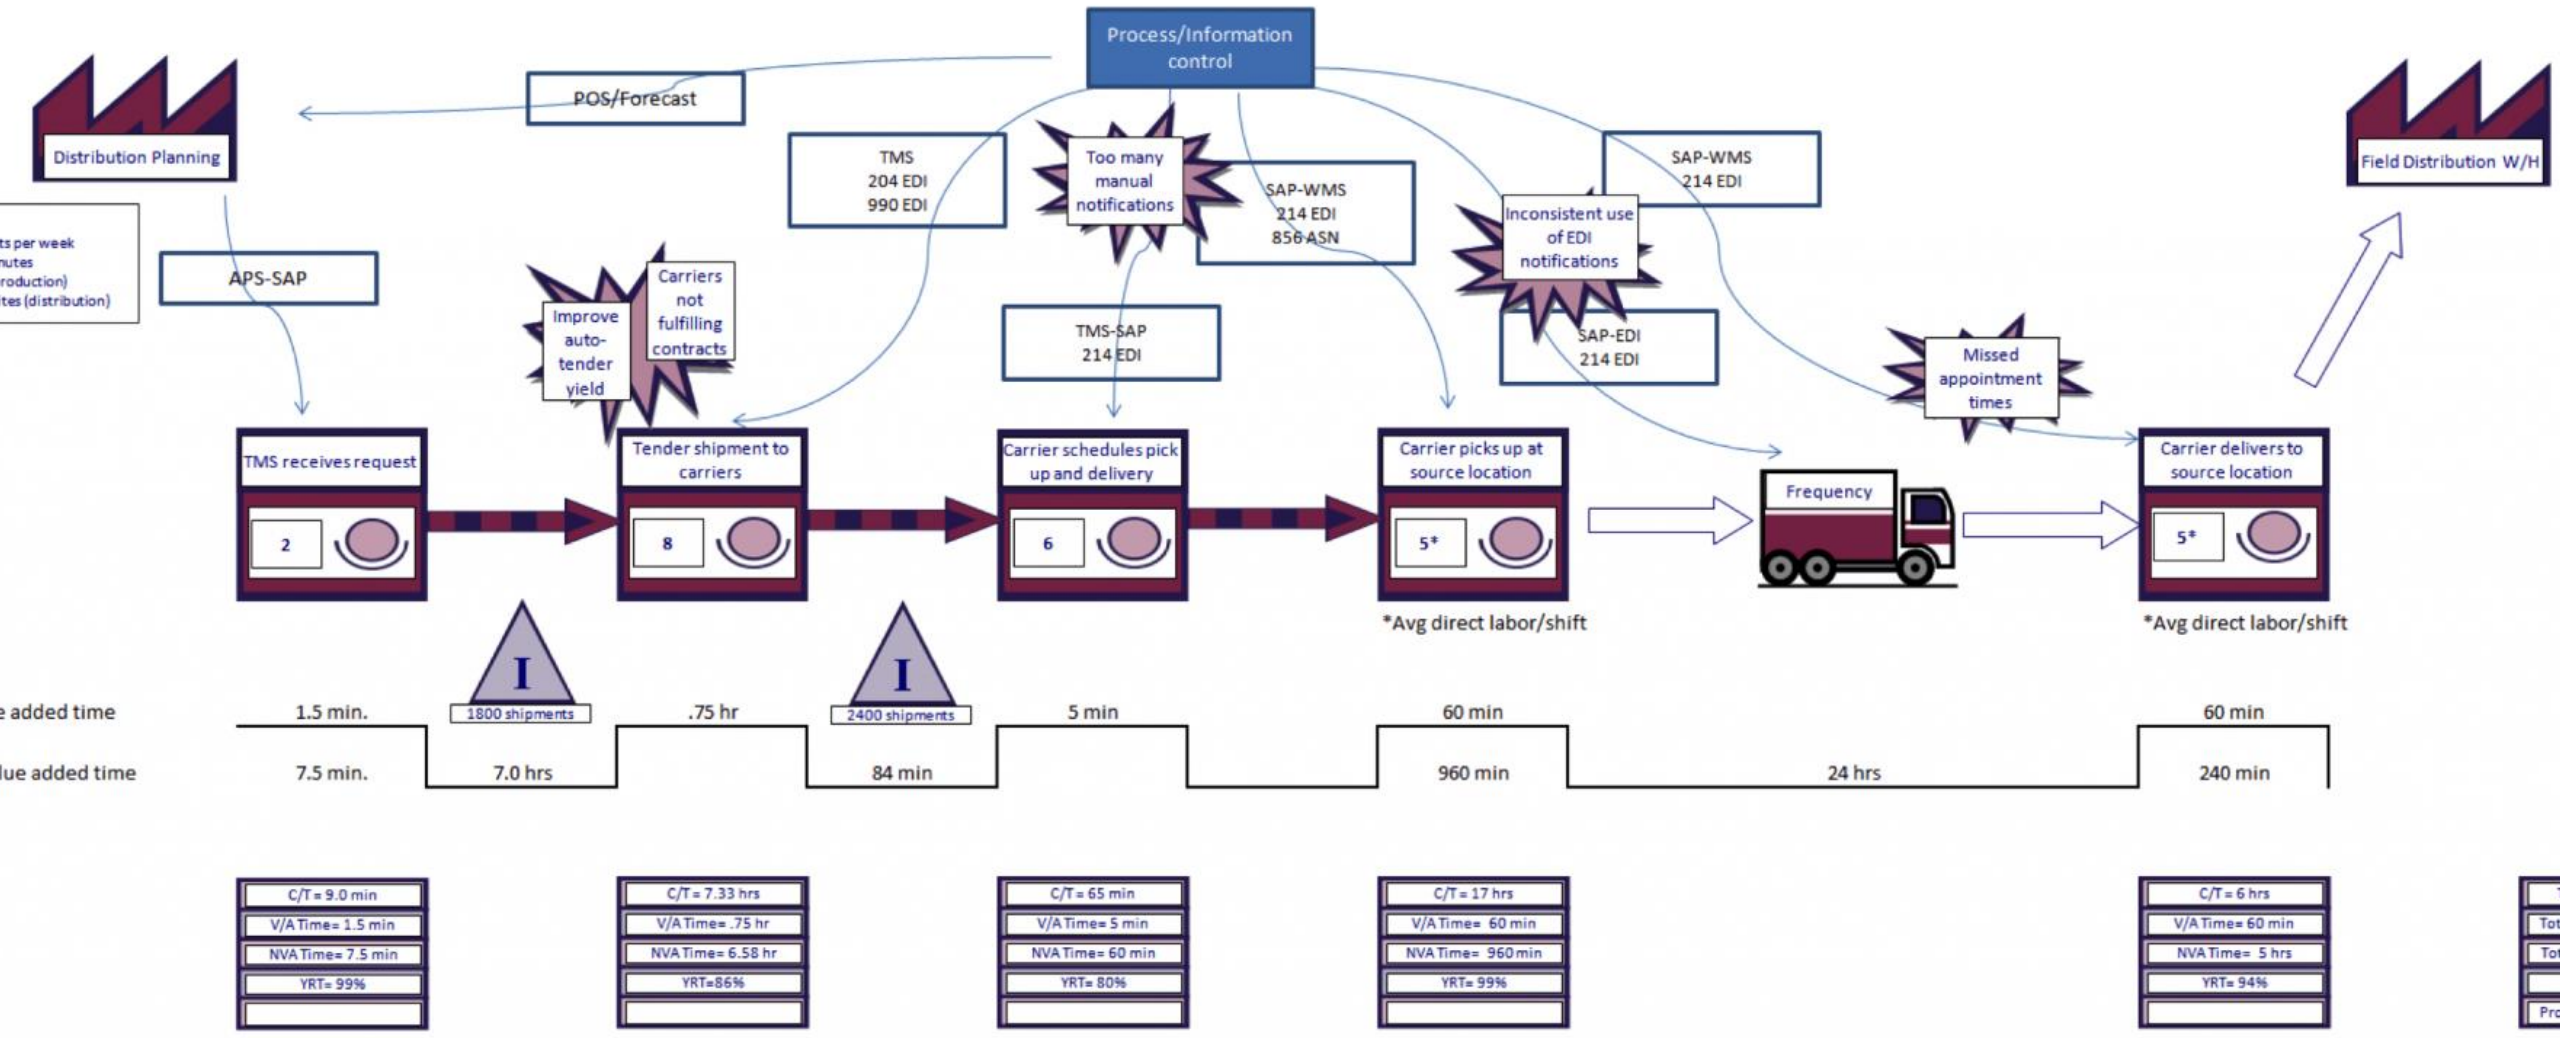 Process/Information
control
POS/Forecast
Distribution Planning
Field Distribution W/H
TMS
204 EDI
990 EDI
Too many
manual
notifications
SAP-WMS
214 EDI
856 ASN
SAP-WMS
214 EDI
Inconsistent use
of EDI
notifications
per week
(distribution)
APS-SAP
Improve
auto-
tender
yield
Carriers
not
fulfilling
contracts
TMS-SAP
214 EDI
SAP-EDI
214 EDI
Missed
appointment
times
TMS receives request
2
Tender shipment to
carriers
8
Carrier schedules pick
up and delivery
6
Carrier picks up at
source location
5*
Frequency
Carrier delivers to
source location
5*
*Avg direct labor/shift
*Avg direct labor/shift
I
1800 shipments
I
2400 shipments
added time
1.5 min.
.75 hr
5 min
60 min
60 min
added time
7.5 min.
7.0 hrs
84 min
960 min
24 hrs
240 min
C/T= 9.0 min
V/A Time= 1.5 min
NVA Time= 7.5 min
YRT= 99%
C/T= 7.33 hrs
V/A Time= .75 hr
NVA Time= 6.58 hr
YRT=86%
C/T= 65 min
V/A Time= 5 min
NVA Time= 60 min
YRT= 80%
C/T= 17 hrs
V/A Time= 60 min
NVA Time= 960 min
YRT= 99%
C/T= 6 hrs
V/A Time= 60 min
NVA Time= 5 hrs
YRT= 94%